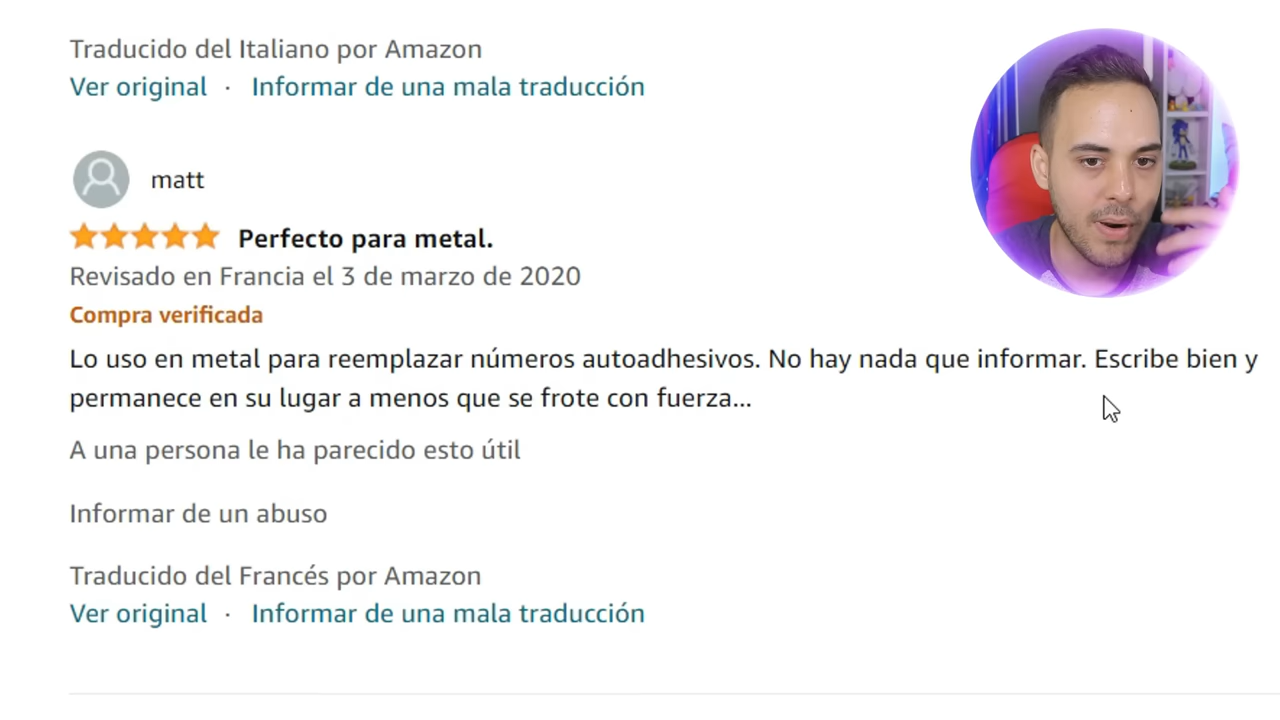 Traducido del Italiano por Amazon
Ver original · Informar de una mala traducción
matt
Perfecto para metal.
Revisado en Francia el 3 de marzo de 2020
Compra verificada
Lo uso en metal para reemplazar números autoadhesivos. No hay nada que informar. Escribe bien y
permanece en su lugar a menos que se frote con fuerza...
A una persona le ha parecido esto útil
Informar de un abuso
Traducido del Francés por Amazon
Ver original · Informar de una mala traducción